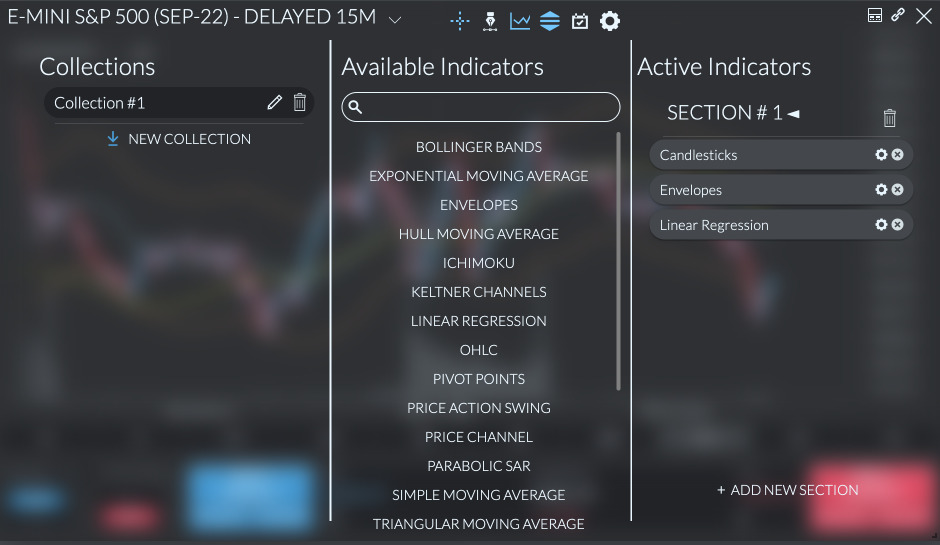 E-MINI S&P 500 (SEP-22) - DELAYED 15M
Collections
Collection #1
NEW COLLECTION
Available Indicators
BOLLINGER BANDS
EXPONENTIAL MOVING AVERAGE
ENVELOPES
HULL MOVING AVERAGE
ICHIMOKU
KELTNER CHANNELS
LINEAR REGRESSION
OHLC
PIVOT POINTS
PRICE ACTION SWING
PRICE CHANNEL
PARABOLIC SAR
SIMPLE MOVING AVERAGE
TRIANGULAR MOVING AVERAGE
Active Indicators
SECTION # 1
Candlesticks
Envelopes
Linear Regression
+ ADD NEW SECTION